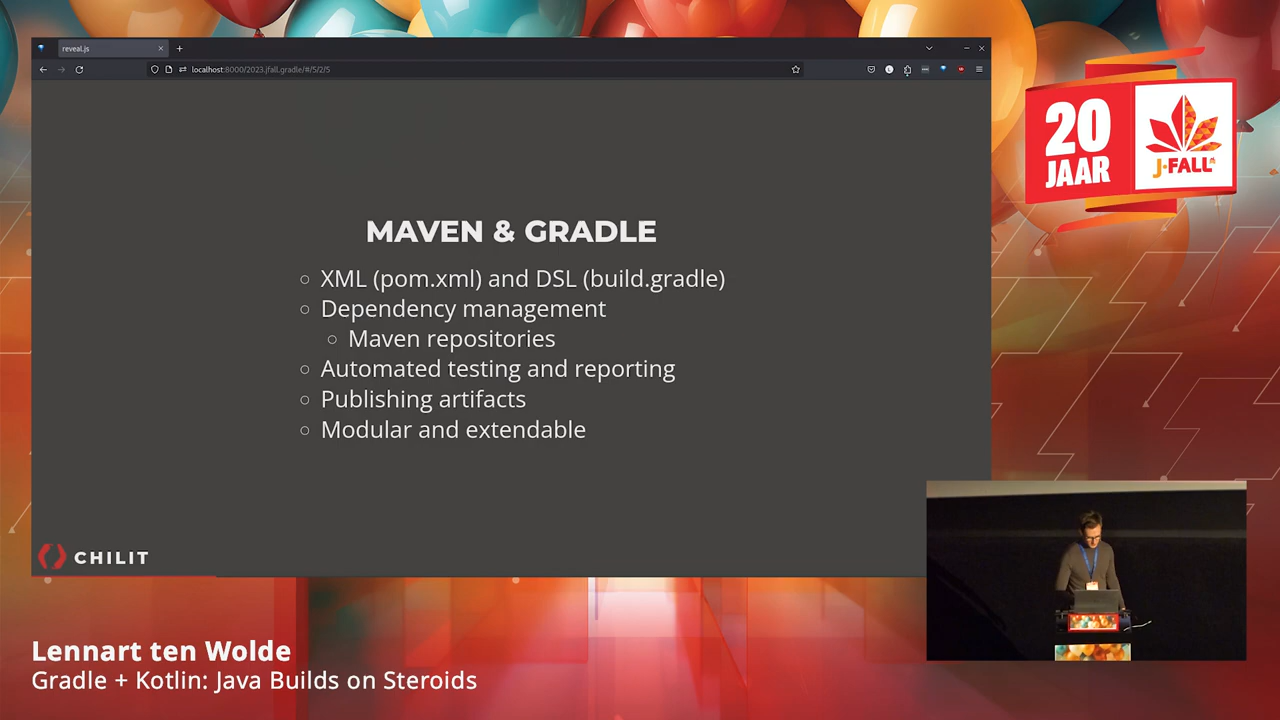 reveal.js
localhost:8000/2023.jfall.gradle/#/5/2/5
20
JAAR
J-FALL
MAVEN & GRADLE
XML (pom.xml) and DSL (build.gradle)
Dependency management
Maven repositories
Automated testing and reporting
Publishing artifacts
Modular and extendable
CHILIT
Lennart ten Wolde
Gradle + Kotlin: Java Builds on Steroids